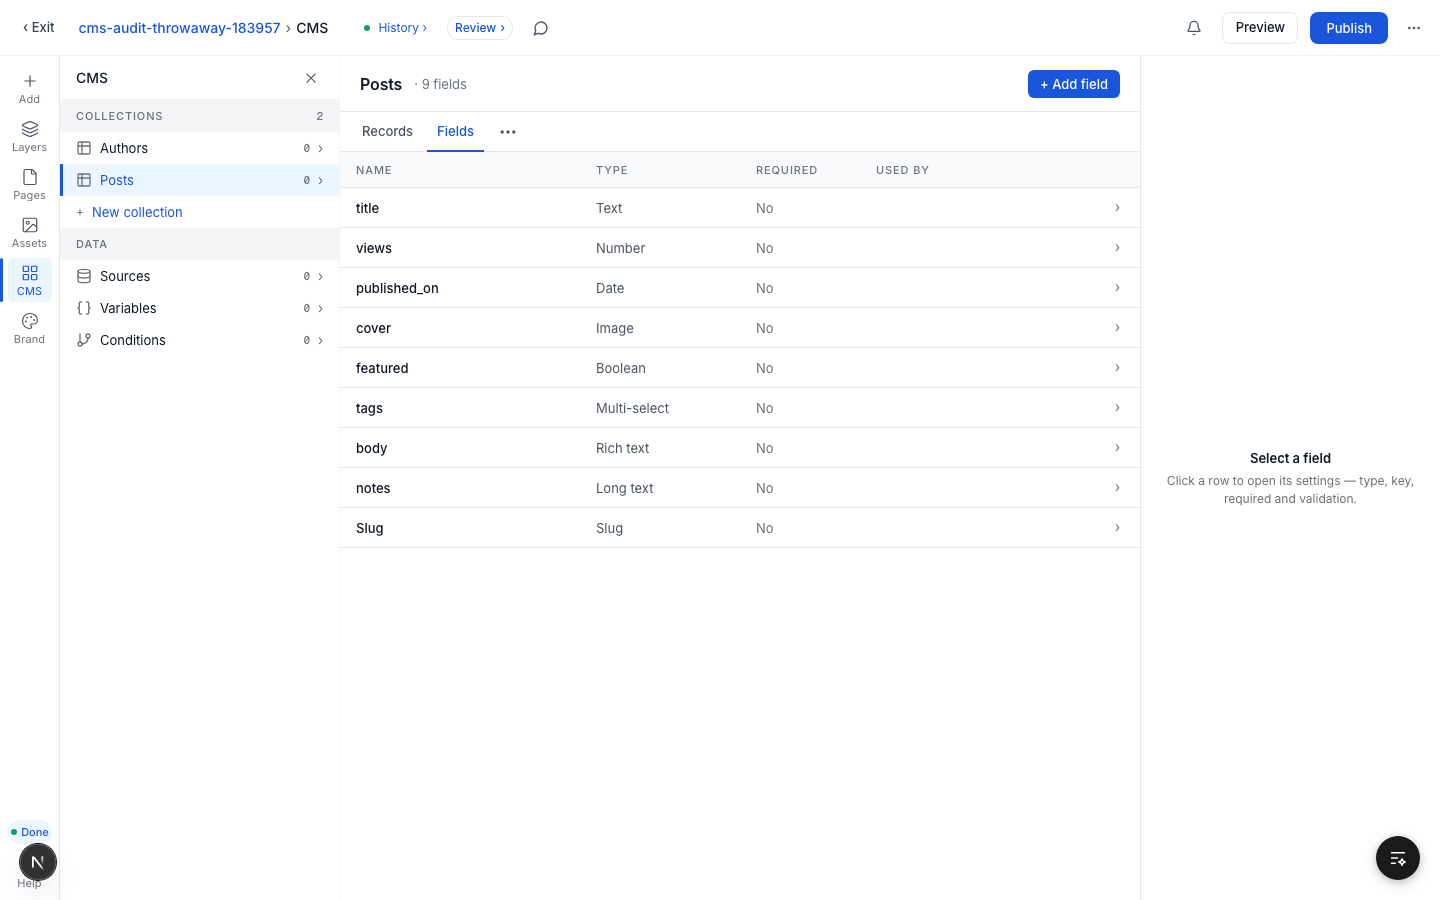 ‹ Exit
cms-audit-throwaway-183957 › CMS
History ›
Review ›
Preview
Publish
Add
Layers
Pages
Assets
CMS
Brand
Done
N
Help
CMS
COLLECTIONS 2
Authors 0 ›
Posts 0 ›
+ New collection
DATA
Sources 0 ›
Variables 0 ›
Conditions 0 ›
Posts · 9 fields
+ Add field
Records Fields
NAME TYPE REQUIRED USED BY
title Text No ›
views Number No ›
published_on Date No ›
cover Image No ›
featured Boolean No ›
tags Multi-select No ›
body Rich text No ›
notes Long text No ›
Slug Slug No ›
Select a field
Click a row to open its settings — type, key,
required and validation.